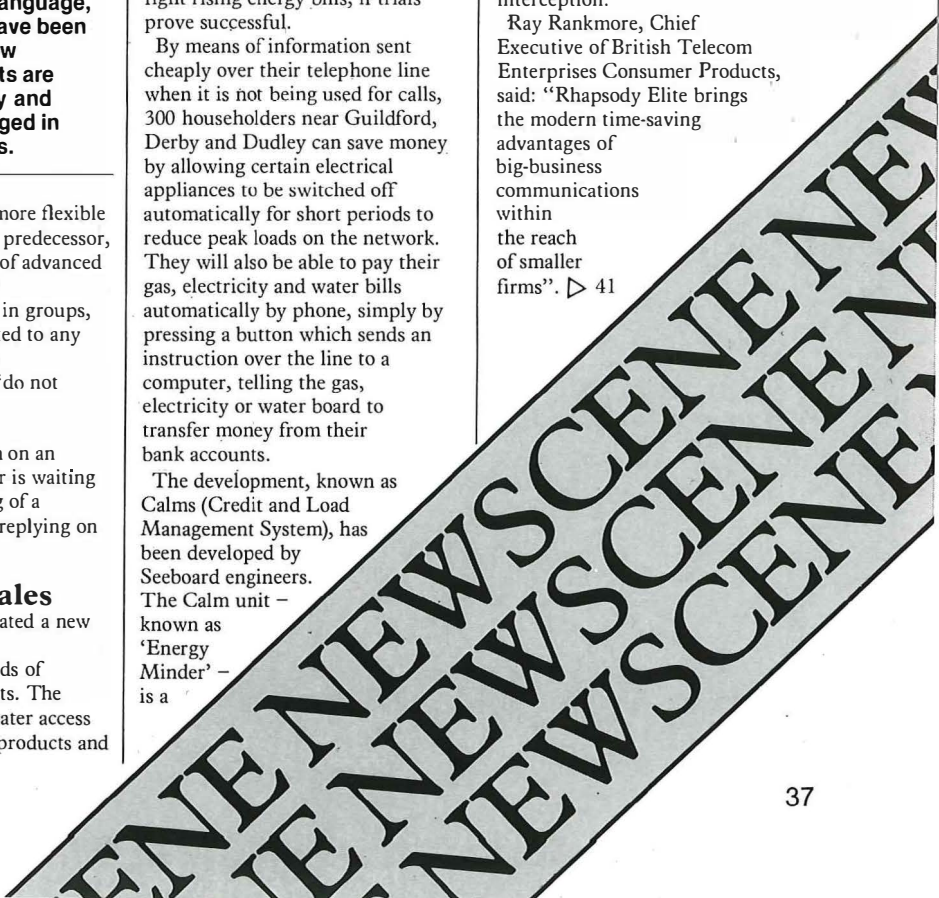 anguage,
ave been
w
ts are
y and
ged in
s.
more flexible
predecessor,
of advanced
in groups,
ed to any
do not
on an
r is waiting
g of a
replying on
ales
ated a new
ds of
ts. The
ater access
products and
prove successful.
By means of information sent
cheaply over their telephone line
when it is not being used for calls,
300 householders near Guildford,
Derby and Dudley can save money
by allowing certain electrical
appliances to be switched off
automatically for short periods to
reduce peak loads on the network.
They will also be able to pay their
gas, electricity and water bills
automatically by phone, simply by
pressing a button which sends an
instruction over the line to a
computer, telling the gas,
electricity or water board to
transfer money from their
bank accounts.
The development, known as
Calms (Credit and Load
Management System), has
been developed by
Seeboard engineers.
The Calm unit –
known as
‘Energy
Minder’ –
is a
interception.
Ray Rankmore, Chief
Executive of British Telecom
Enterprises Consumer Products,
said: “Rhapsody Elite brings
the modern time-saving
advantages of
big-business
communications
within
the reach
of smaller
firms”. ▷ 41
ENE NEWSCENE NEW
NE NEWSCENE N
NEWSCENE
37